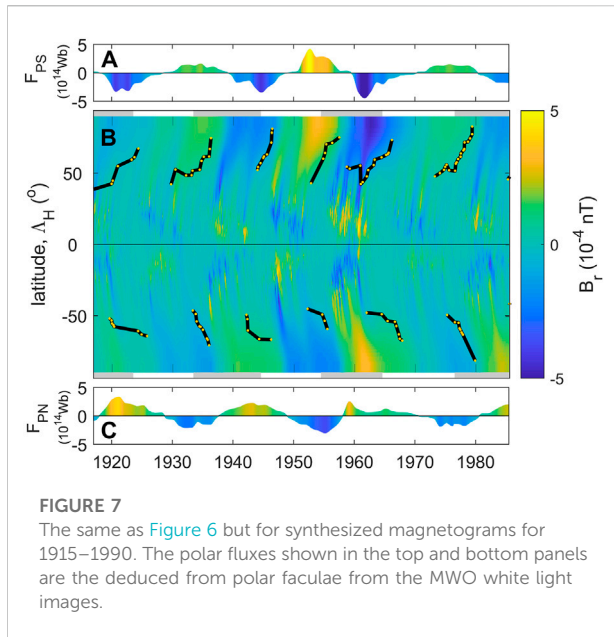 5
0
-5
F_PS
(10^14 Wb)
A
B
50
0
-50
latitude, Λ_H (°)
5
0
-5
B_r (10^-4 nT)
5
0
-5
F_PN
(10^14 Wb)
C
1920 1930 1940 1950 1960 1970 1980
FIGURE 7
The same as Figure 6 but for synthesized magnetograms for
1915–1990. The polar fluxes shown in the top and bottom panels
are the deduced from polar faculae from the MWO white light
images.